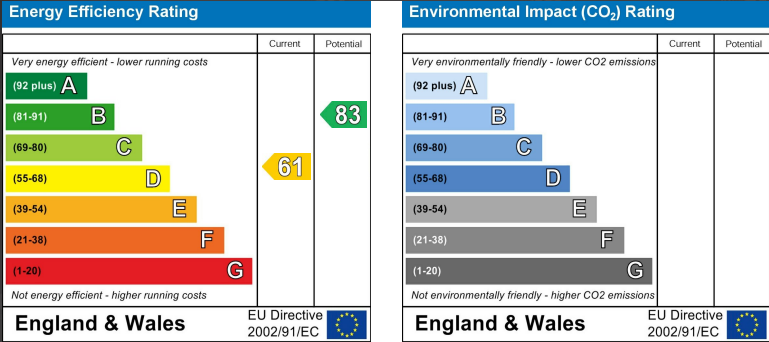 Energy Efficiency Rating
Current Potential
Very energy efficient - lower running costs
(92 plus) A
(81-91) B
83
(69-80) C
61
(55-68) D
(39-54) E
(21-38) F
(1-20) G
Not energy efficient - higher running costs
England & Wales
EU Directive
2002/91/EC
Environmental Impact (CO₂) Rating
Current Potential
Very environmentally friendly - lower CO2 emissions
(92 plus) A
(81-91) B
(69-80) C
(55-68) D
(39-54) E
(21-38) F
(1-20) G
Not environmentally friendly - higher CO2 emissions
England & Wales
EU Directive
2002/91/EC